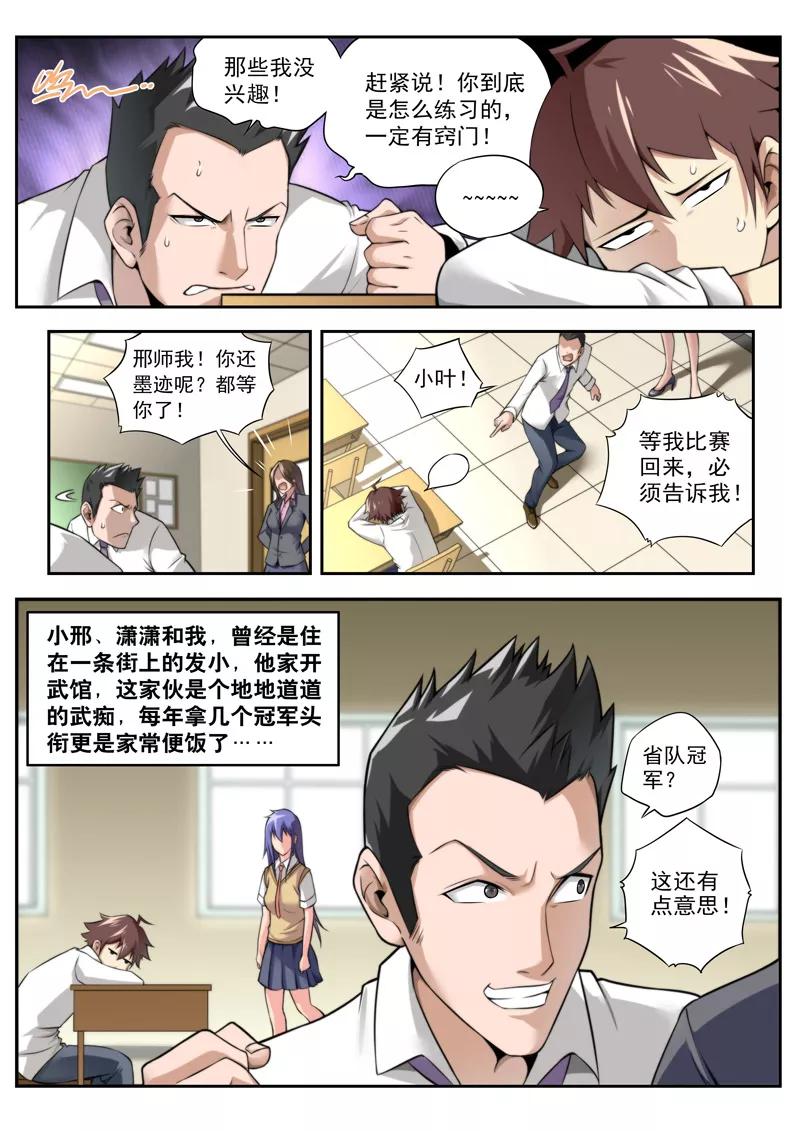 那些我没
兴趣！
赶紧说！你到底
是怎么练习的，
一定有窍门！
~~~~~
邢师我！你还
墨迹呢？都等
你了！
小叶！
等我比赛
回来，必
须告诉我！
小邢、潇潇和我，曾经是住
在一条街上的发小，他家开
武馆，这家伙是个地地道道
的武痴，每年拿几个冠军头
衔更是家常便饭了……
省队冠
军？
这还有
点意思！